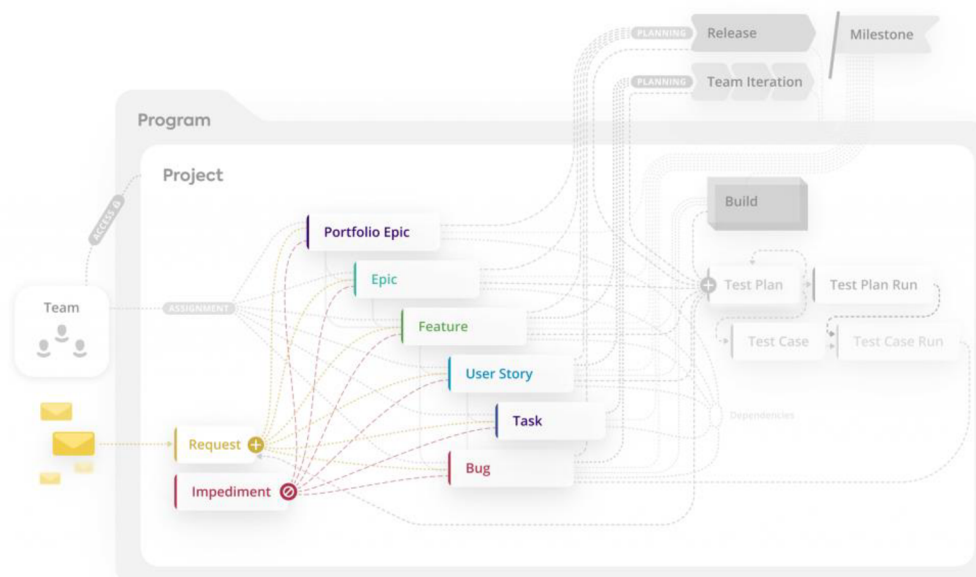 PLANNING
Release
Milestone
PLANNING
Team Iteration
Program
Project
ACCESS
Build
Portfolio Epic
Epic
Test Plan
Test Plan Run
Team
ASSIGNMENT
Feature
Test Case
Test Case Run
User Story
Task
Dependencies
Request
Bug
Impediment